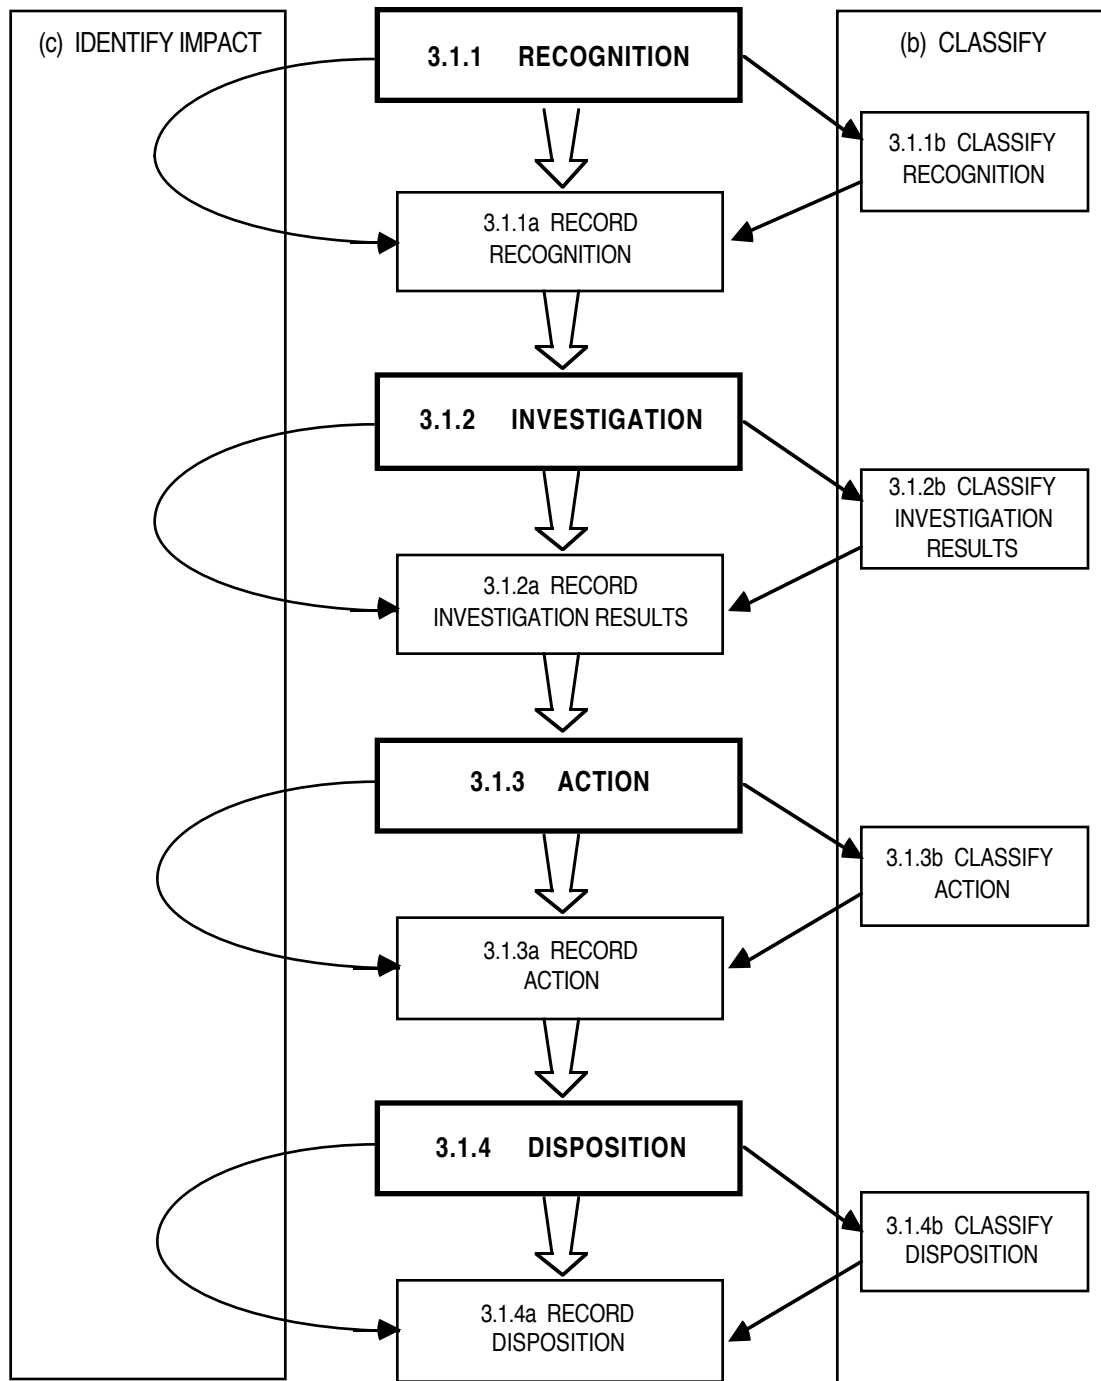 (c) IDENTIFY IMPACT
3.1.1 RECOGNITION
(b) CLASSIFY
3.1.1b CLASSIFY
RECOGNITION
3.1.1a RECORD
RECOGNITION
3.1.2 INVESTIGATION
3.1.2b CLASSIFY
INVESTIGATION
RESULTS
3.1.2a RECORD
INVESTIGATION RESULTS
3.1.3 ACTION
3.1.3b CLASSIFY
ACTION
3.1.3a RECORD
ACTION
3.1.4 DISPOSITION
3.1.4b CLASSIFY
DISPOSITION
3.1.4a RECORD
DISPOSITION